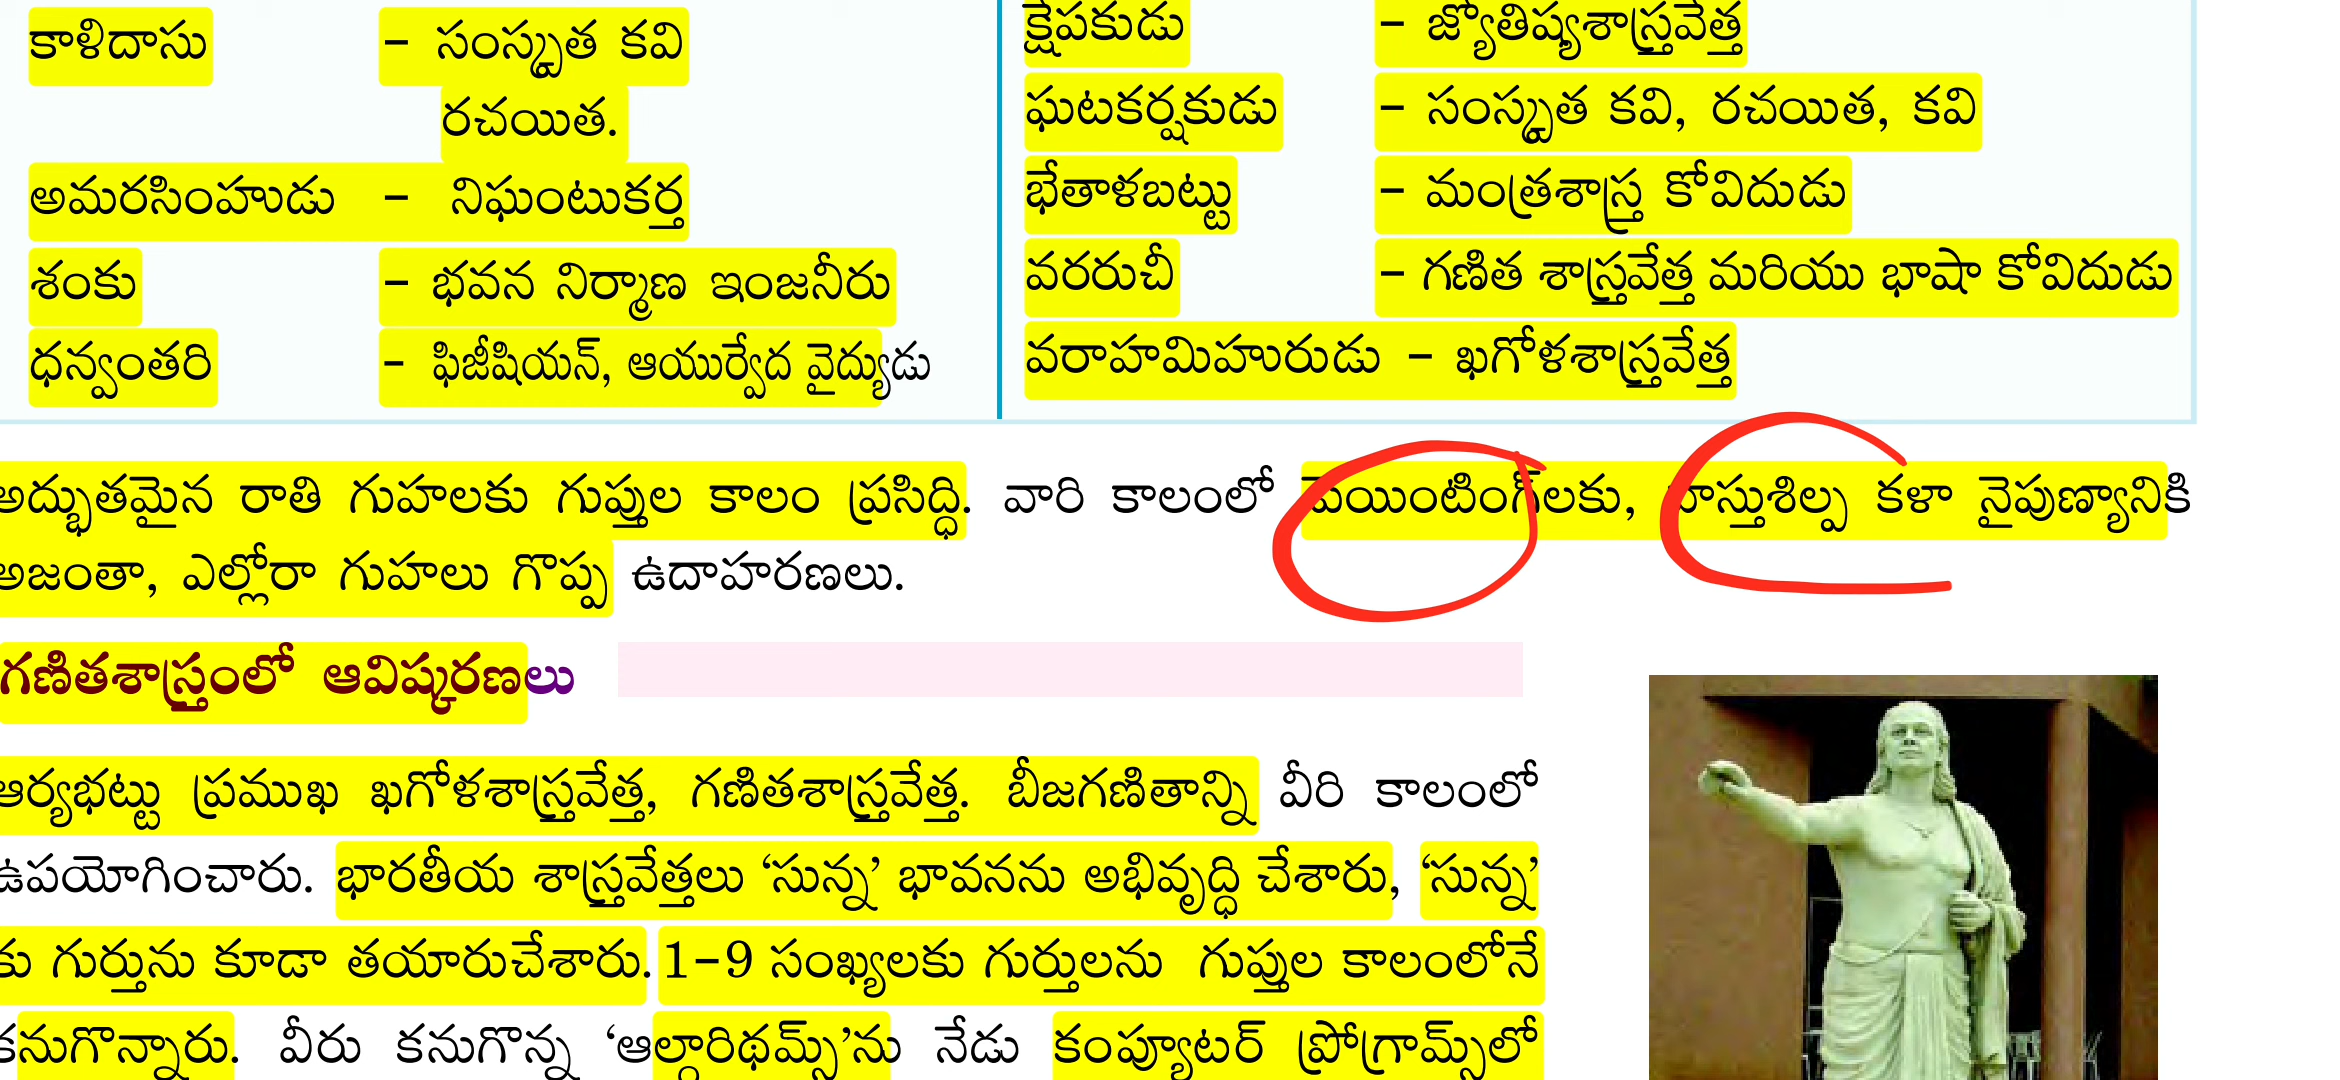 కాళిదాసు – సంస్కృత కవి
రచయిత.
అమరసింహుడు – నిఘంటుకర్త
శంకు – భవన నిర్మాణ ఇంజనీరు
ధన్వంతరి – ఫిజీషియన్, ఆయుర్వేద వైద్యుడు
క్షేపకుడు – జ్యోతిష్యశాస్త్రవేత్త
ఘటకర్షకుడు – సంస్కృత కవి, రచయిత, కవి
భేతాళబట్టు – మంత్రశాస్త్ర కోవిదుడు
వరరుచీ – గణిత శాస్త్రవేత్త మరియు భాషా కోవిదుడు
వరాహమిహురుడు – ఖగోళశాస్త్రవేత్త
అద్భుతమైన రాతి గుహలకు గుప్తుల కాలం ప్రసిద్ధి. వారి కాలంలో పెయింటింగ్‌లకు, వాస్తుశిల్ప కళా నైపుణ్యానికి
అజంతా, ఎల్లోరా గుహలు గొప్ప ఉదాహరణలు.
గణితశాస్త్రంలో ఆవిష్కరణలు
ఆర్యభట్టు ప్రముఖ ఖగోళశాస్త్రవేత్త, గణితశాస్త్రవేత్త. బీజగణితాన్ని వీరి కాలంలో
ఉపయోగించారు. భారతీయ శాస్త్రవేత్తలు ‘సున్న’ భావనను అభివృద్ధి చేశారు, ‘సున్న’
కు గుర్తును కూడా తయారుచేశారు. 1–9 సంఖ్యలకు గుర్తులను గుప్తుల కాలంలోనే
కనుగొన్నారు. వీరు కనుగొన్న ‘ఆల్గారిథమ్స్’ను నేడు కంప్యూటర్ ప్రోగ్రామ్స్‌లో